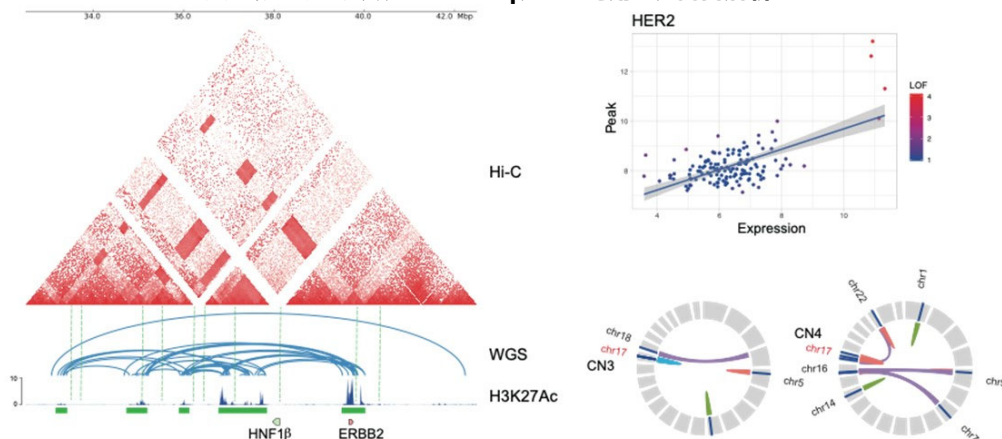 34.0 36.0 38.0 40.0 42.0 Mbp
Hi-C
WGS
H3K27Ac
10
0
HNF1β ERBB2
HER2
Peak
12
10
8
4 6 8 10
Expression
LOF
4
3
2
1
chr18
chr17
CN3
chr5
chr22
chr1
CN4
chr17
chr16
chr14